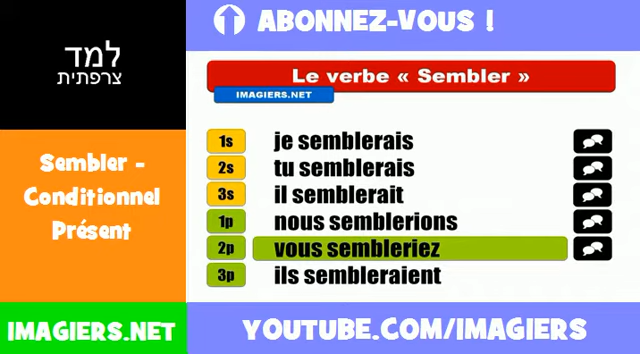 ABONNEZ-VOUS !
למד
צרפתית
Le verbe « Sembler »
IMAGIERS.NET
1s je semblerais
2s tu semblerais
3s il semblerait
1p nous semblerions
2p vous sembleriez
3p ils sembleraient
Sembler -
Conditionnel
Présent
IMAGIERS.NET
YOUTUBE.COM/IMAGIERS